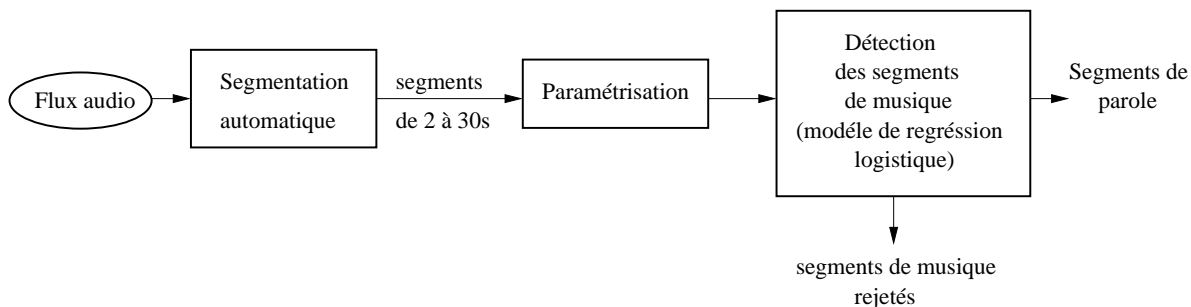 Flux audio
Segmentation
automatique
segments
de 2 à 30s
Paramétrisation
Détection
des segments
de musique
(modéle de regréssion
logistique)
Segments de
parole
segments de musique
rejetés